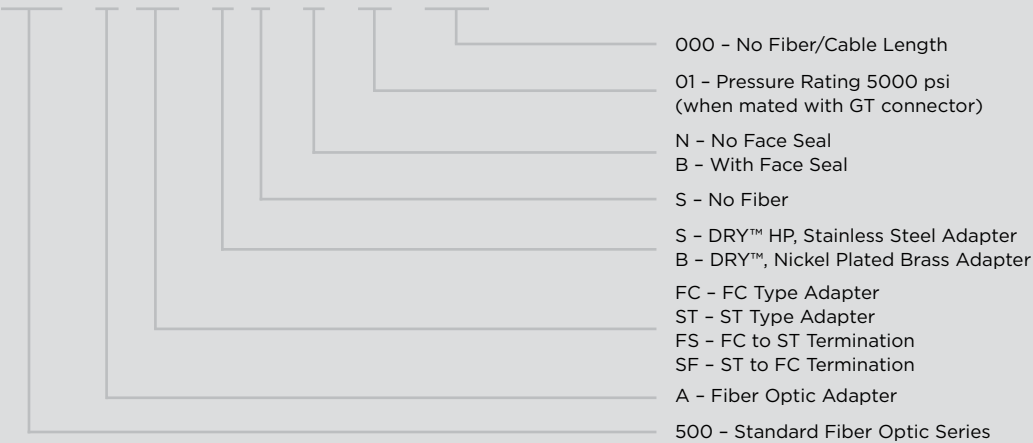 000 – No Fiber/Cable Length
01 – Pressure Rating 5000 psi
(when mated with GT connector)
N – No Face Seal
B – With Face Seal
S – No Fiber
S – DRY™ HP, Stainless Steel Adapter
B – DRY™, Nickel Plated Brass Adapter
FC – FC Type Adapter
ST – ST Type Adapter
FS – FC to ST Termination
SF – ST to FC Termination
A – Fiber Optic Adapter
500 – Standard Fiber Optic Series